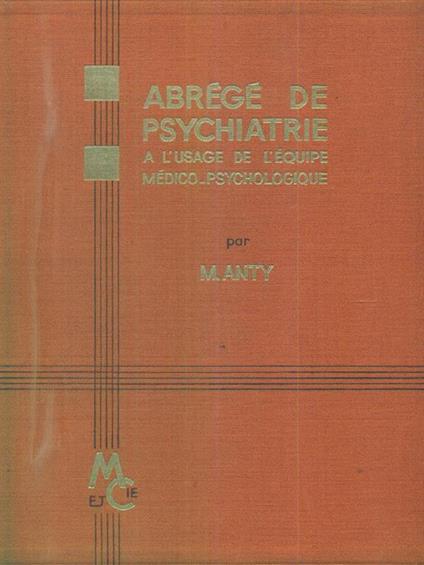 ABRÉGÉ DE
PSYCHIATRIE
A L'USAGE DE L'ÉQUIPE
MÉDICO-PSYCHOLOGIQUE
par
M. ANTY
M
ET CIE